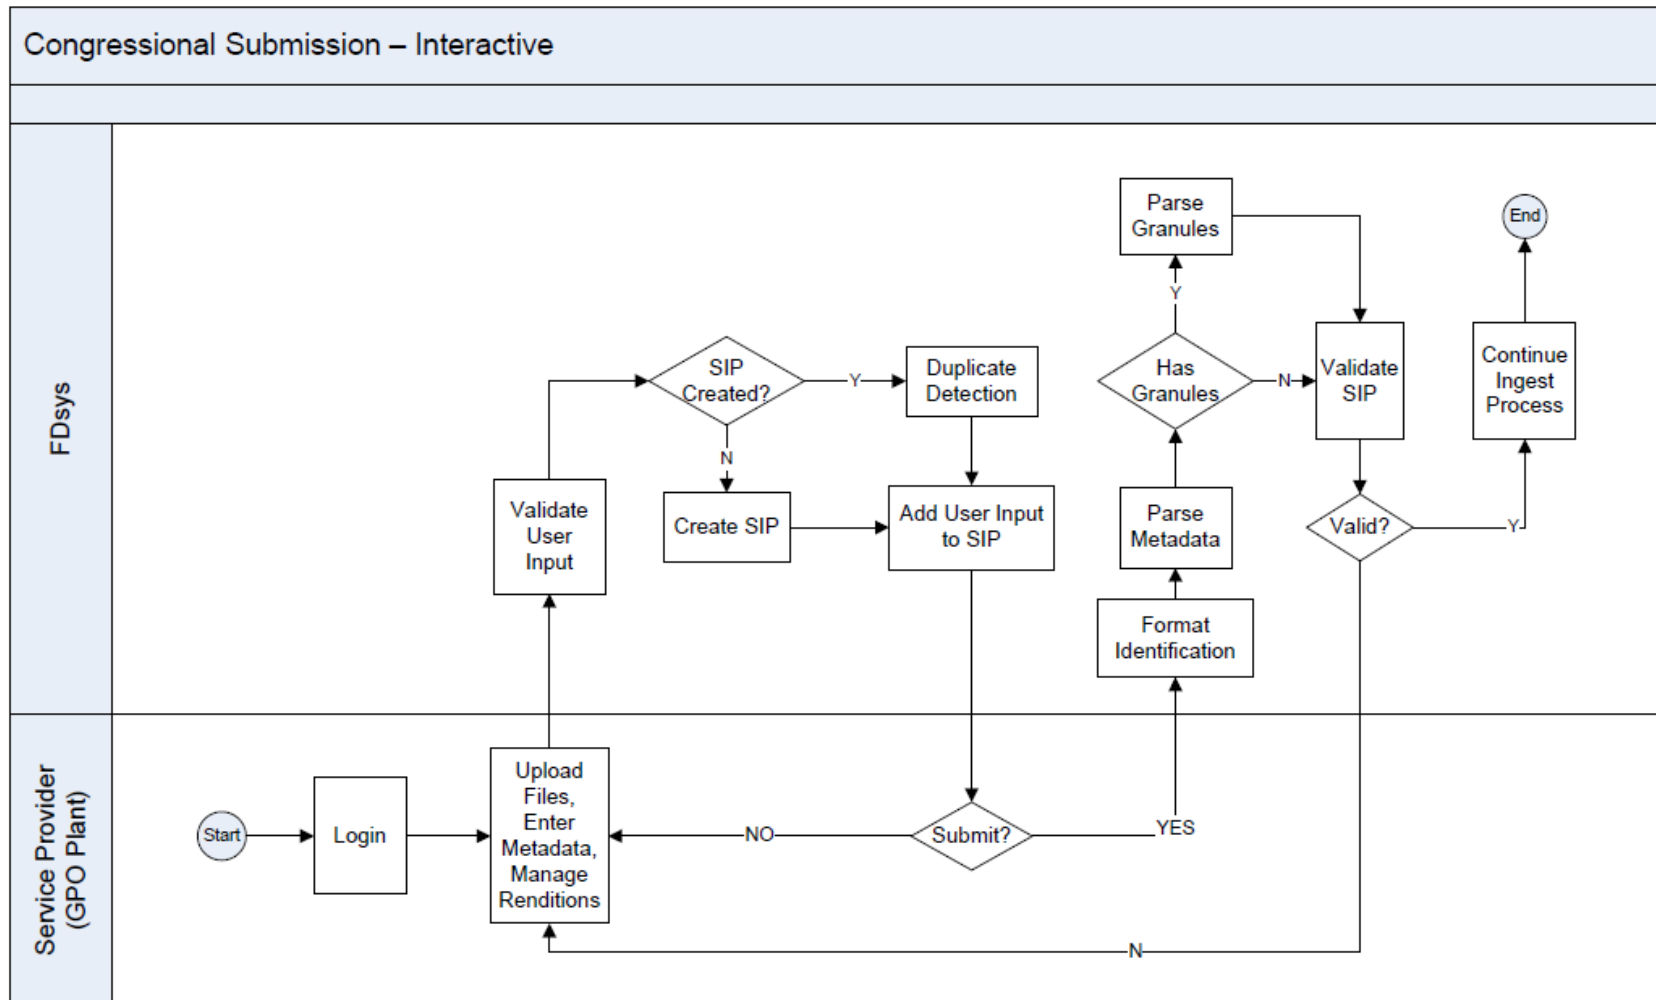 Congressional Submission – Interactive
FDsys
Parse
Granules
End
Y
SIP
Created?
Y
Duplicate
Detection
Has
Granules
N
Validate
SIP
Continue
Ingest
Process
N
Validate
User
Input
Create SIP
Add User Input
to SIP
Parse
Metadata
Valid?
Y
Format
Identification
Service Provider
(GPO Plant)
Start
Login
Upload
Files,
Enter
Metadata,
Manage
Renditions
NO
Submit?
YES
N